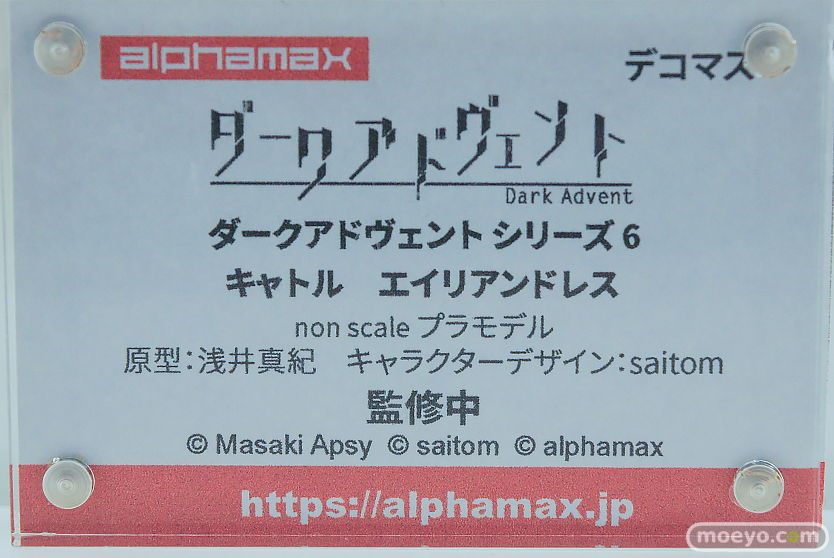 alphamax
デコマス
ダークアドヴェント
Dark Advent
ダークアドヴェント シリーズ 6
キャトル　エイリアンドレス
non scale プラモデル
原型：浅井真紀　キャラクターデザイン：saitom
監修中
© Masaki Apsy © saitom © alphamax
https://alphamax.jp
moeyo.com